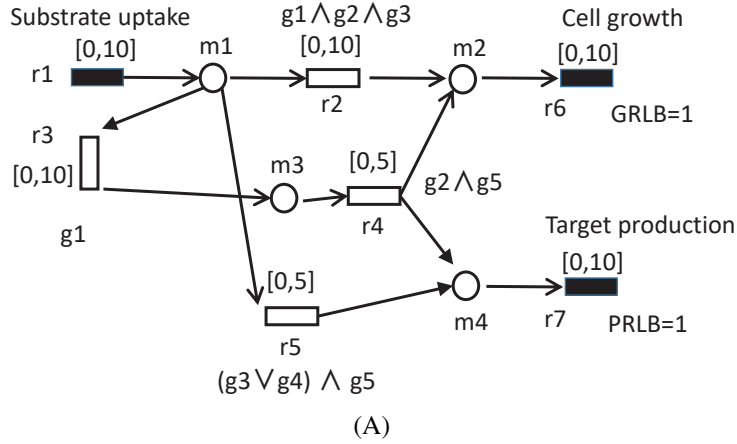 Substrate uptake
g1∧g2∧g3
Cell growth
[0,10]
[0,10]
m2
[0,10]
m1
r1
r2
r6
GRLB=1
r3
[0,10]
m3
[0,5]
g2∧g5
g1
r4
Target production
[0,5]
[0,10]
m4
r7
PRLB=1
r5
(g3∨g4) ∧ g5
(A)